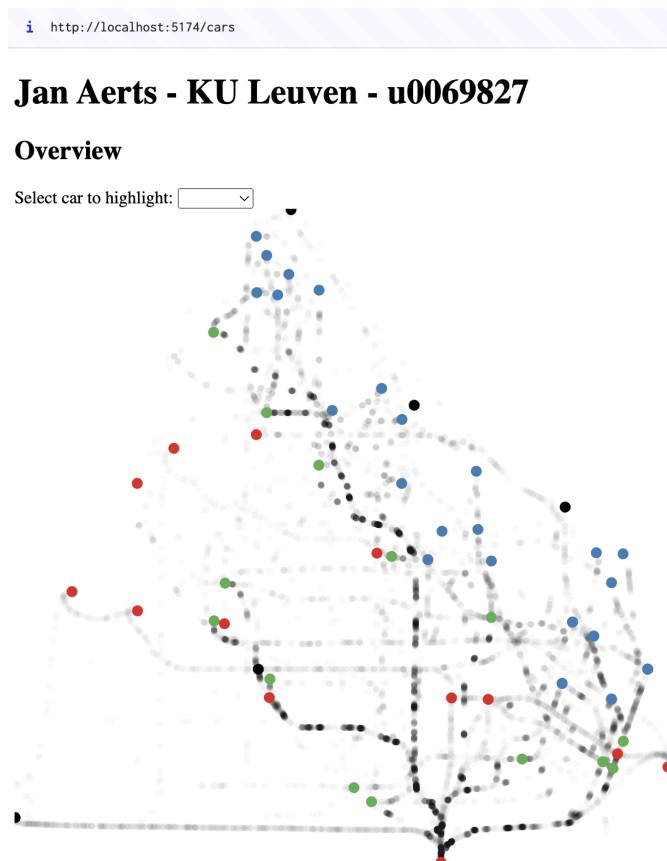 i http://localhost:5174/cars
Jan Aerts - KU Leuven - u0069827
Overview
Select car to highlight: